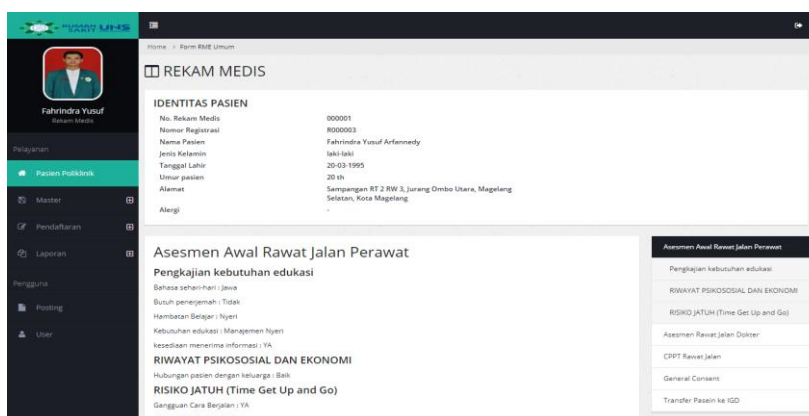 RUMAH SAKIT UNS
Home > Form RME Umum
REKAM MEDIS
Fahrindra Yusuf
Rekam Medis
Pelayanan
Pasien Poliklinik
Master
Pendaftaran
Laporan
Pengguna
Posting
User
IDENTITAS PASIEN
No. Rekam Medis 000001
Nomor Registrasi R000003
Nama Pasien Fahrindra Yusuf Arfannedy
Jenis Kelamin laki-laki
Tanggal Lahir 20-03-1995
Umur pasien 20 th
Alamat Sampangan RT 2 RW 3, Jurang Ombo Utara, Magelang
Selatan, Kota Magelang
Alergi -
Asesmen Awal Rawat Jalan Perawat
Pengkajian kebutuhan edukasi
Bahasa sehari-hari : Jawa
Butuh penerjemah : Tidak
Hambatan Belajar : Nyeri
Kebutuhan edukasi : Manajemen Nyeri
kesediaan menerima informasi : YA
RIWAYAT PSIKOSOSIAL DAN EKONOMI
Hubungan pasien dengan keluarga : Baik
RISIKO JATUH (Time Get Up and Go)
Gangguan Cara Berjalan : YA
Asesmen Awal Rawat Jalan Perawat
Pengkajian kebutuhan edukasi
RIWAYAT PSIKOSOSIAL DAN EKONOMI
RISIKO JATUH (Time Get Up and Go)
Asesmen Rawat Jalan Dokter
CPPT Rawat Jalan
General Consent
Transfer Pasein ke IGD